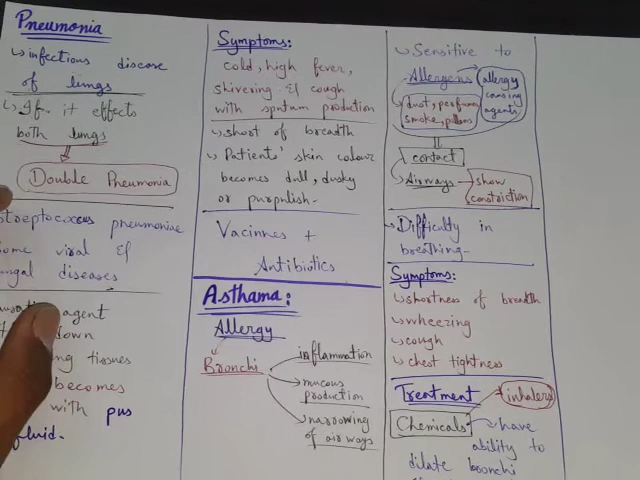 Pneumonia
infectious disease
of lungs
If it effects
both lungs
Double Pneumonia
streptococcus pneumoniae
some viral &
fungal diseases
agent
down
tissues
becomes
with pus
fluid.
Symptoms:
cold, high fever,
shivering & cough
with sputum production
short of breadth
Patients' skin colour
becomes dull, dusky
or purpulish.
Vacinnes +
Antibiotics
Asthama:
Allergy
Bronchi
inflammation
mucous
production
narrowing
of air ways
Sensitive to
Allergens
allergy
causing
agents
dust, perfumes
smoke, pollens
contact
Airways
show
constriction
Difficulty in
breathing.
Symptoms:
shortness of breadth
wheezing
cough
chest tightness
Treatment
inhalers
Chemicals
have
ability to
dilate bronchi